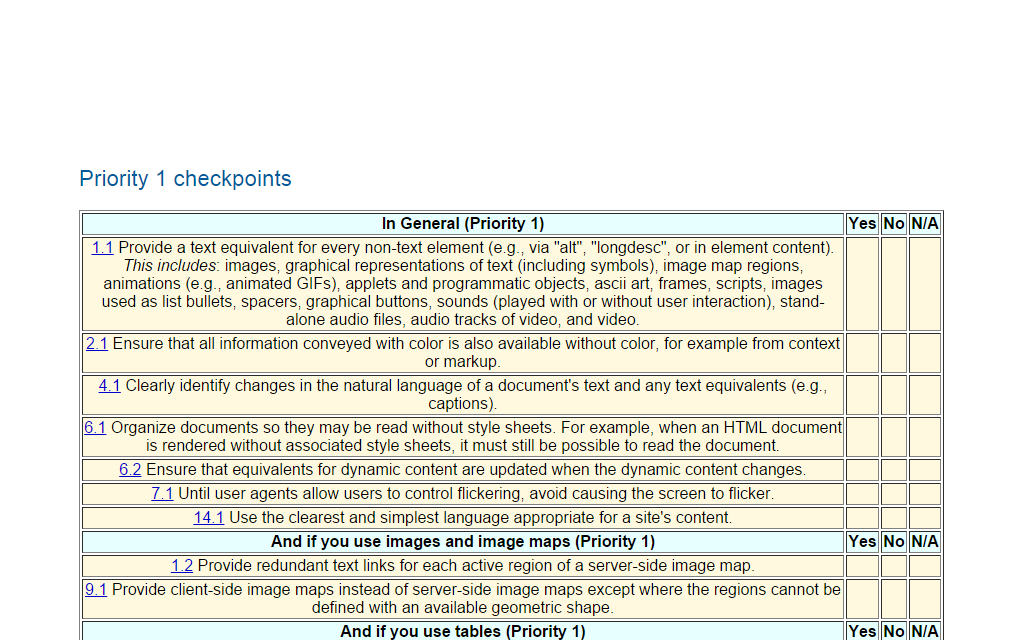 Priority 1 checkpoints
In General (Priority 1) Yes No N/A
1.1 Provide a text equivalent for every non-text element (e.g., via "alt", "longdesc", or in element content).
This includes: images, graphical representations of text (including symbols), image map regions,
animations (e.g., animated GIFs), applets and programmatic objects, ascii art, frames, scripts, images
used as list bullets, spacers, graphical buttons, sounds (played with or without user interaction), stand-
alone audio files, audio tracks of video, and video.
2.1 Ensure that all information conveyed with color is also available without color, for example from context
or markup.
4.1 Clearly identify changes in the natural language of a document's text and any text equivalents (e.g.,
captions).
6.1 Organize documents so they may be read without style sheets. For example, when an HTML document
is rendered without associated style sheets, it must still be possible to read the document.
6.2 Ensure that equivalents for dynamic content are updated when the dynamic content changes.
7.1 Until user agents allow users to control flickering, avoid causing the screen to flicker.
14.1 Use the clearest and simplest language appropriate for a site's content.
And if you use images and image maps (Priority 1) Yes No N/A
1.2 Provide redundant text links for each active region of a server-side image map.
9.1 Provide client-side image maps instead of server-side image maps except where the regions cannot be
defined with an available geometric shape.
And if you use tables (Priority 1) Yes No N/A